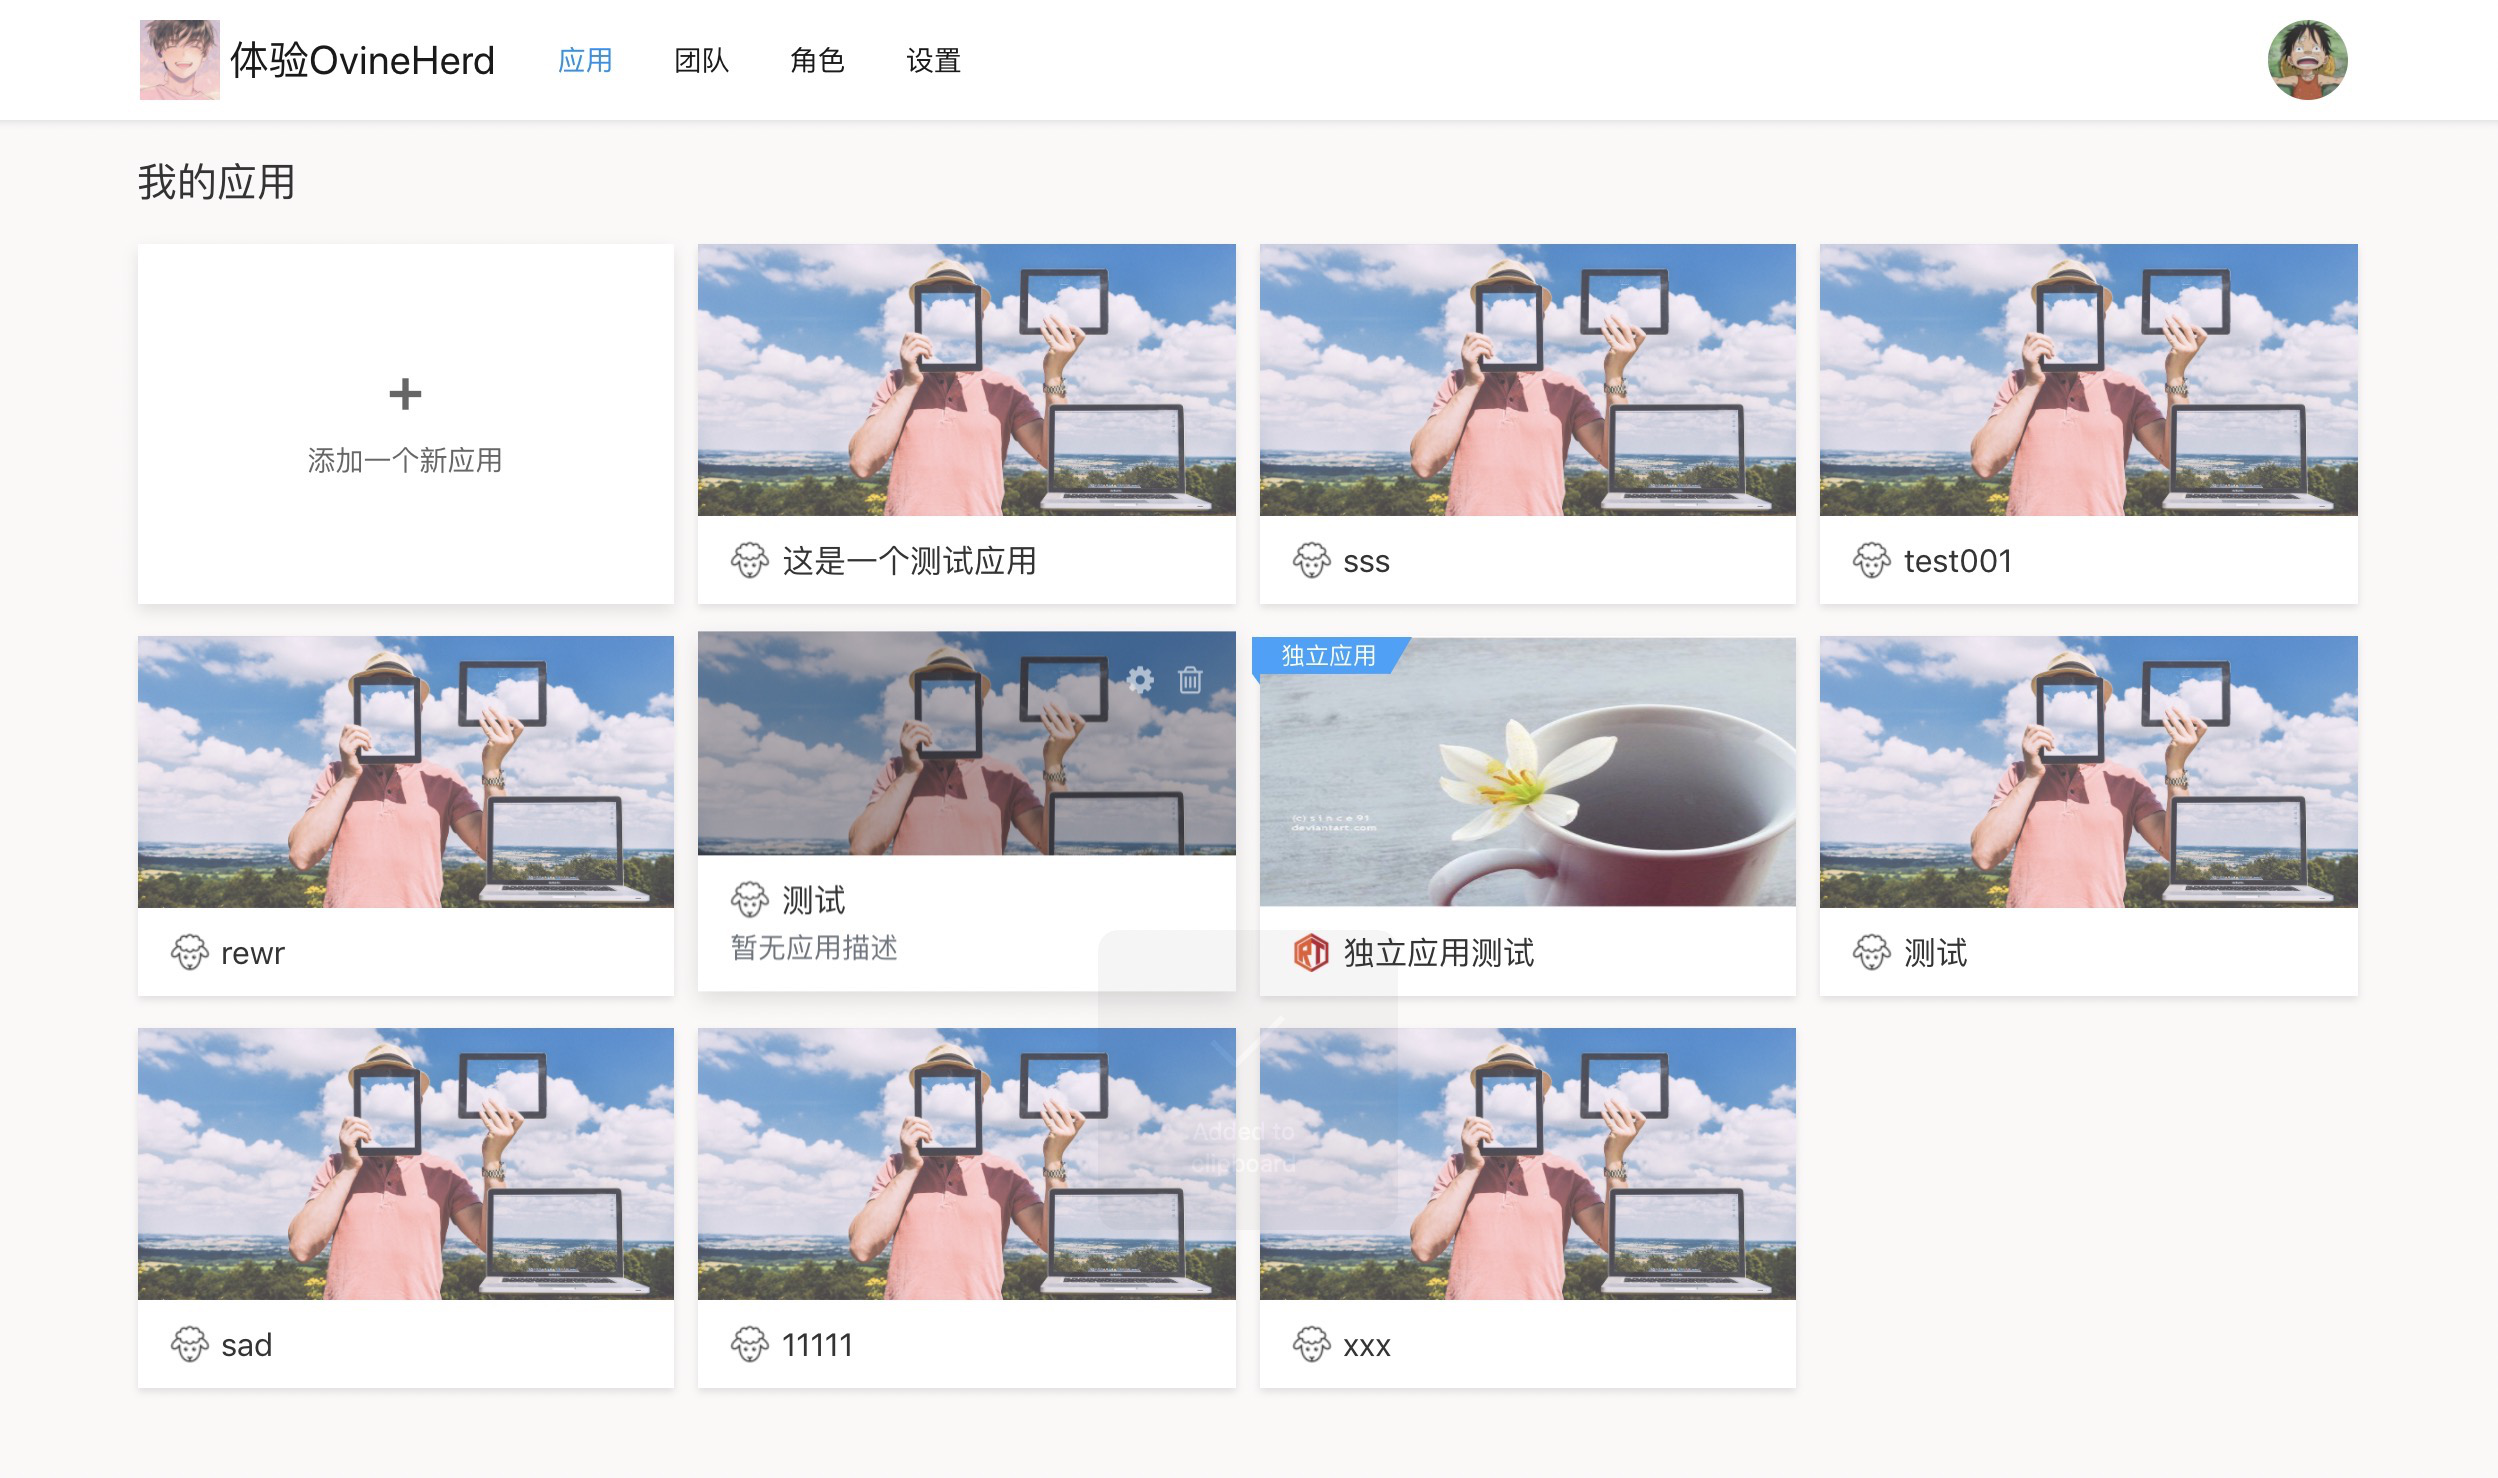 体验OvineHerd
应用
团队
角色
设置
我的应用
添加一个新应用
这是一个测试应用
sss
test001
rewr
测试
暂无应用描述
独立应用
(c)since91
deviantart.com
独立应用测试
测试
sad
11111
Added to
clipboard
xxx